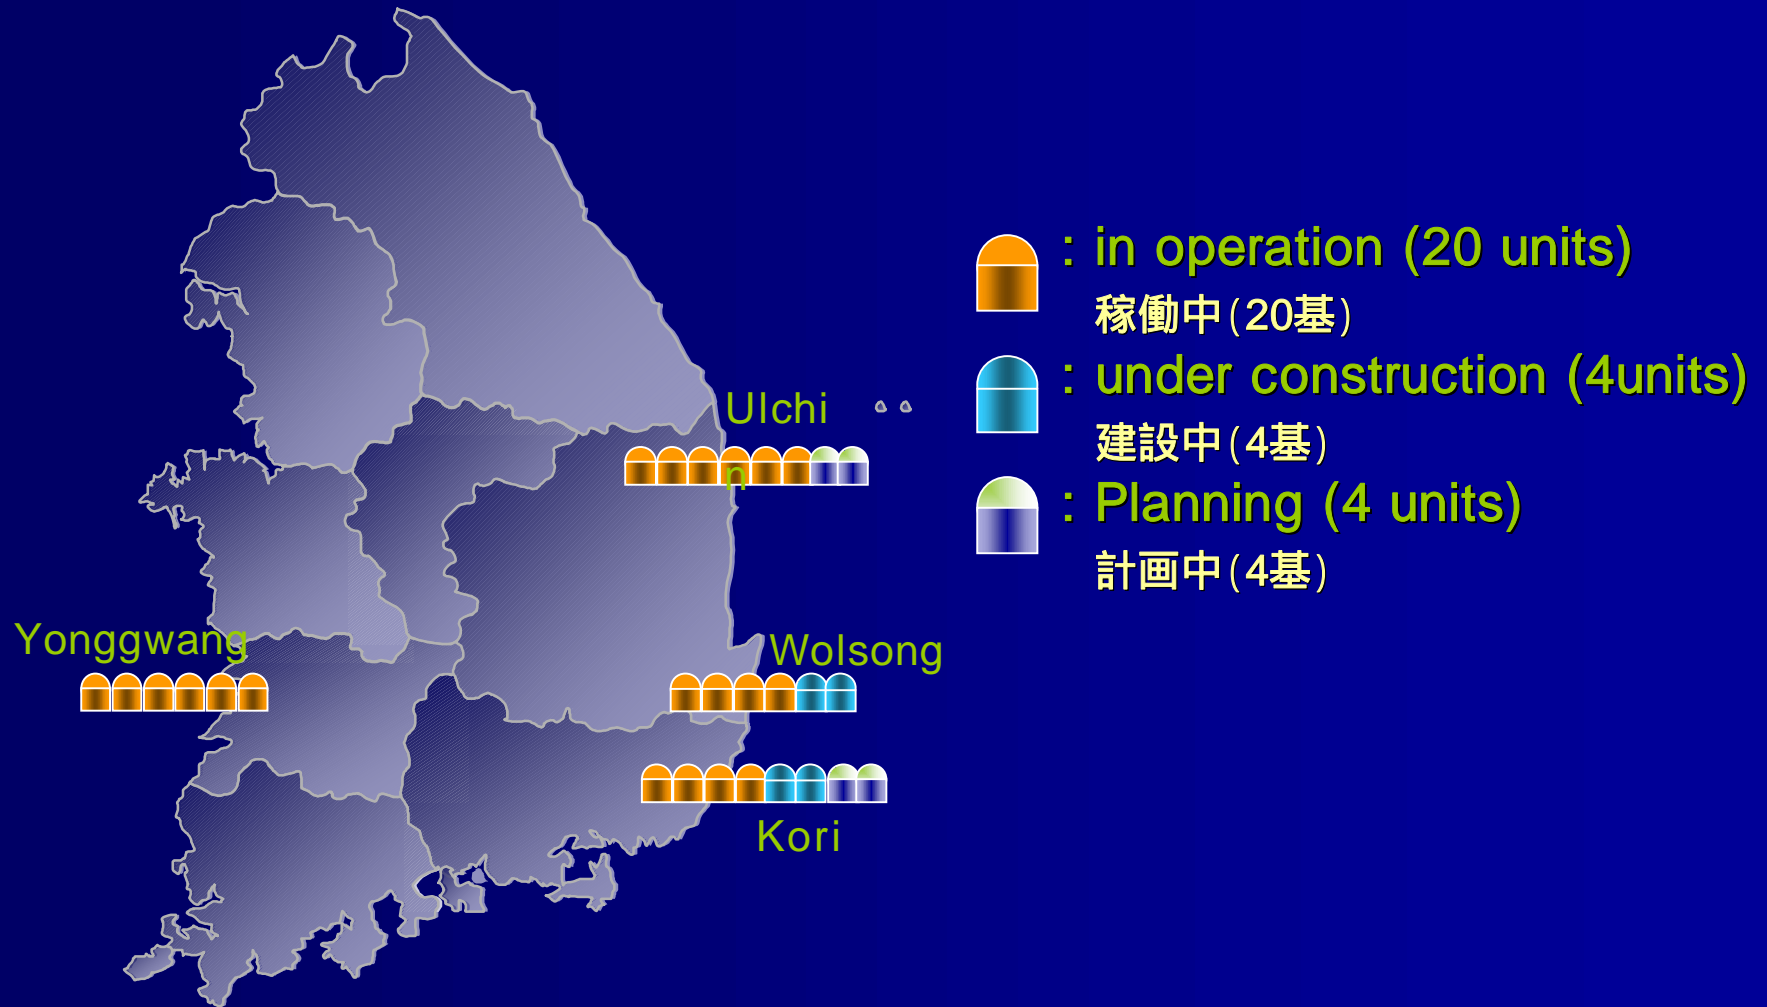 : in operation (20 units)
稼働中(20基)
: under construction (4units)
建設中(4基)
: Planning (4 units)
計画中(4基)
Ulchi
n
Yonggwang
Wolsong
Kori